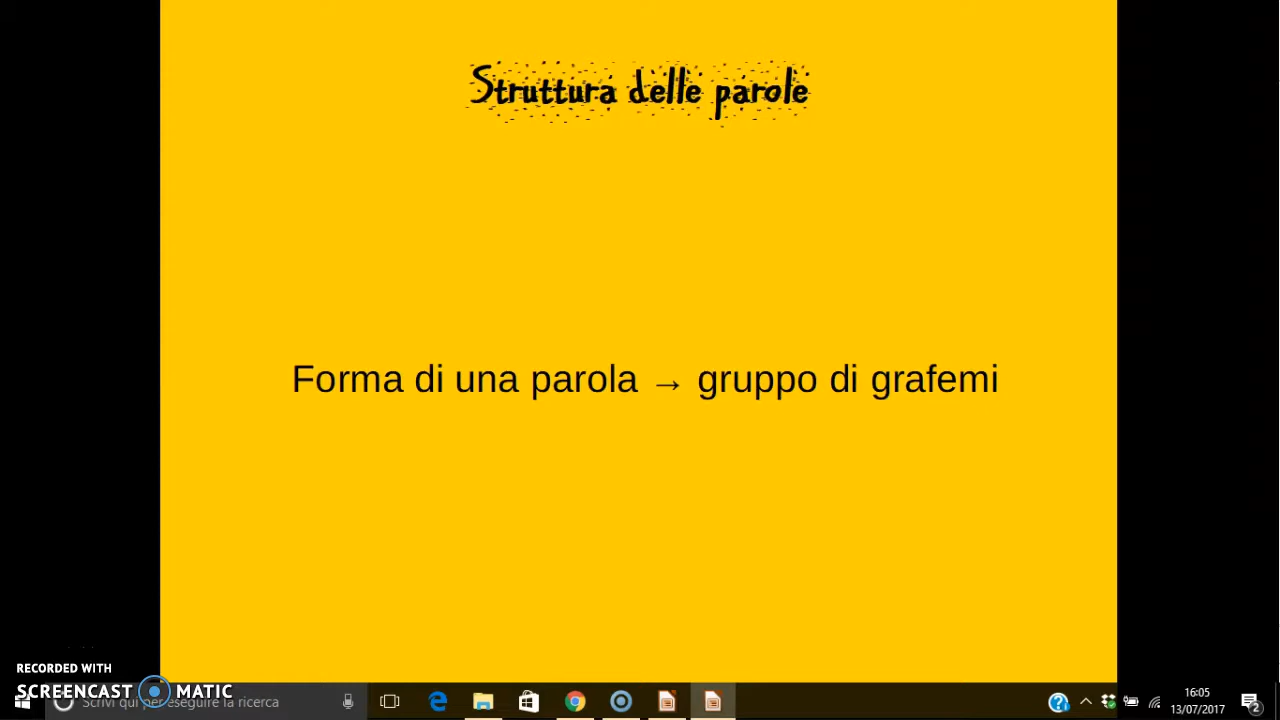 Struttura delle parole
Forma di una parola → gruppo di grafemi
RECORDED WITH
SCREENCAST MATIC
Scrivi qui per eseguire la ricerca
16:05
13/07/2017
2